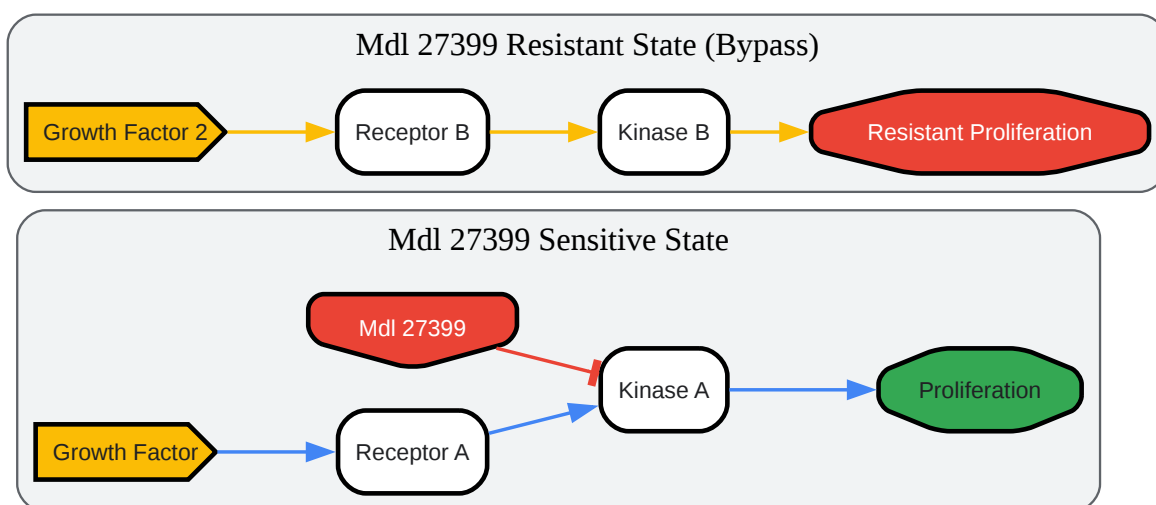 Mdl 27399 Resistant State (Bypass)
Growth Factor 2
Receptor B
Kinase B
Resistant Proliferation
Mdl 27399 Sensitive State
Mdl 27399
Kinase A
Proliferation
Growth Factor
Receptor A